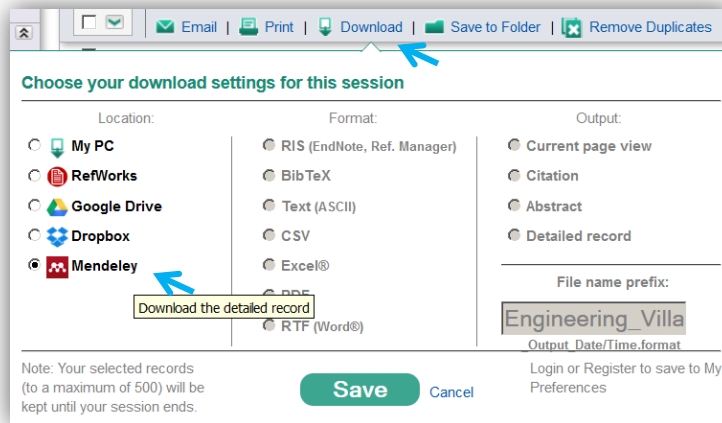 Email | Print | Download | Save to Folder | Remove Duplicates
Choose your download settings for this session
Location:
My PC
RefWorks
Google Drive
Dropbox
Mendeley
Download the detailed record
Format:
RIS (EndNote, Ref. Manager)
BibTeX
Text (ASCII)
CSV
Excel®
RTF (Word®)
Output:
Current page view
Citation
Abstract
Detailed record
File name prefix:
Engineering_Villa
_Output_Date/Time.format
Note: Your selected records
(to a maximum of 500) will be
kept until your session ends.
Save
Cancel
Login or Register to save to My
Preferences